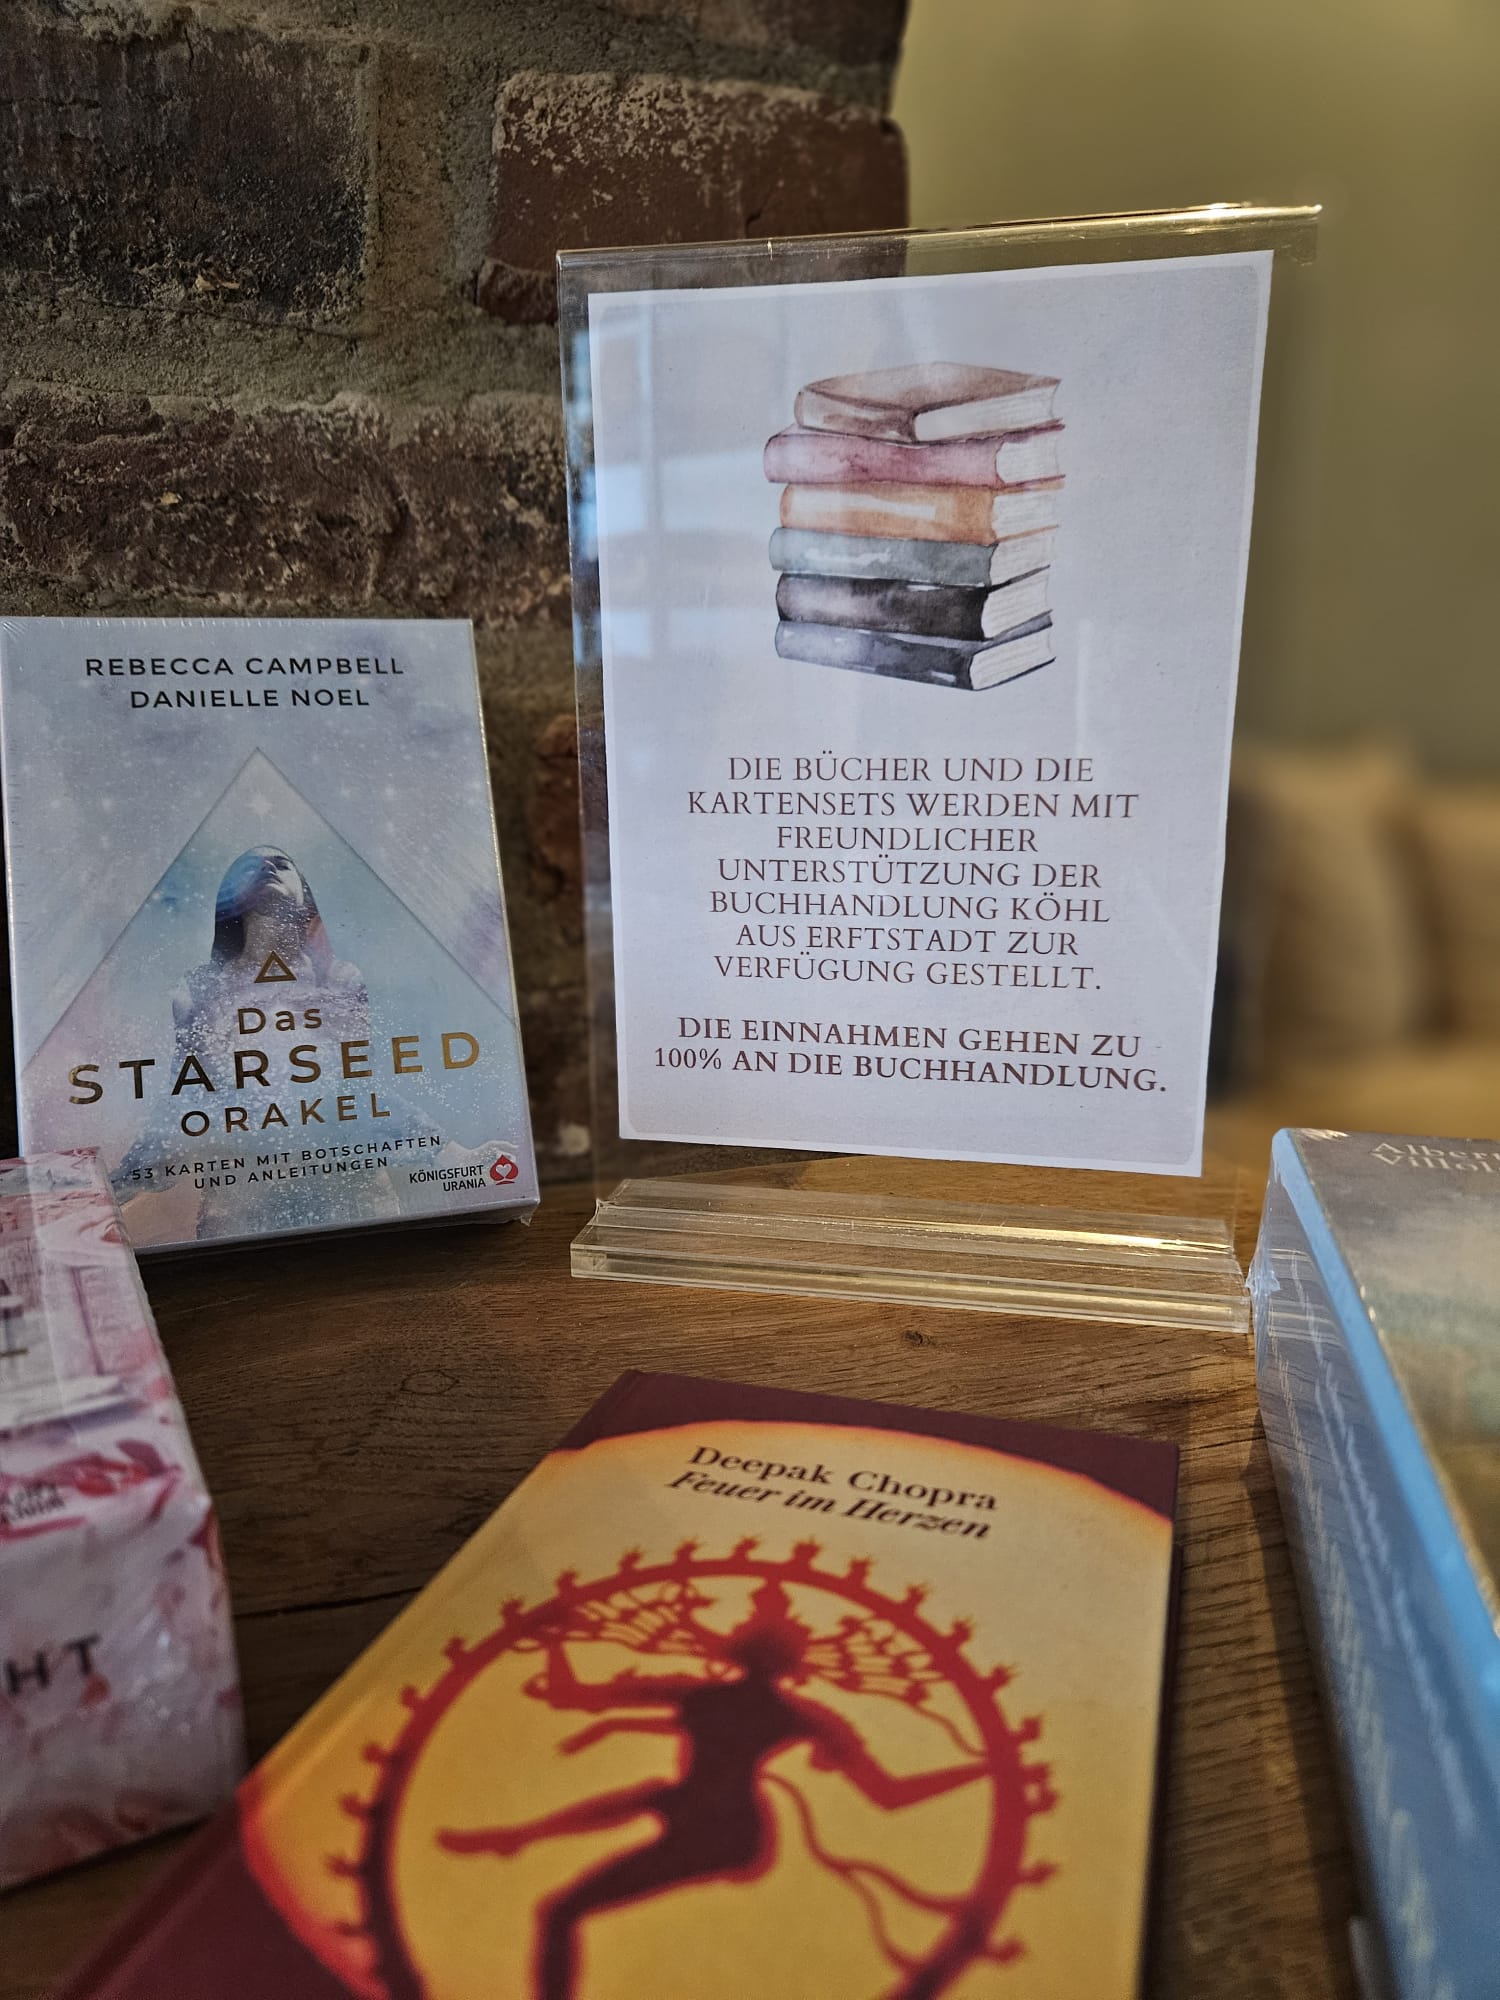 REBECCA CAMPBELL
DANIELLE NOEL
Das
STARSEED
ORAKEL
53 KARTEN MIT BOTSCHAFTEN
UND ANLEITUNGEN
KÖNIGSFURT
URANIA
DIE BÜCHER UND DIE
KARTENSETS WERDEN MIT
FREUNDLICHER
UNTERSTÜTZUNG DER
BUCHHANDLUNG KÖHL
AUS ERFTSTADT ZUR
VERFÜGUNG GESTELLT.
DIE EINNAHMEN GEHEN ZU
100% AN DIE BUCHHANDLUNG.
Deepak Chopra
Feuer im Herzen
HT